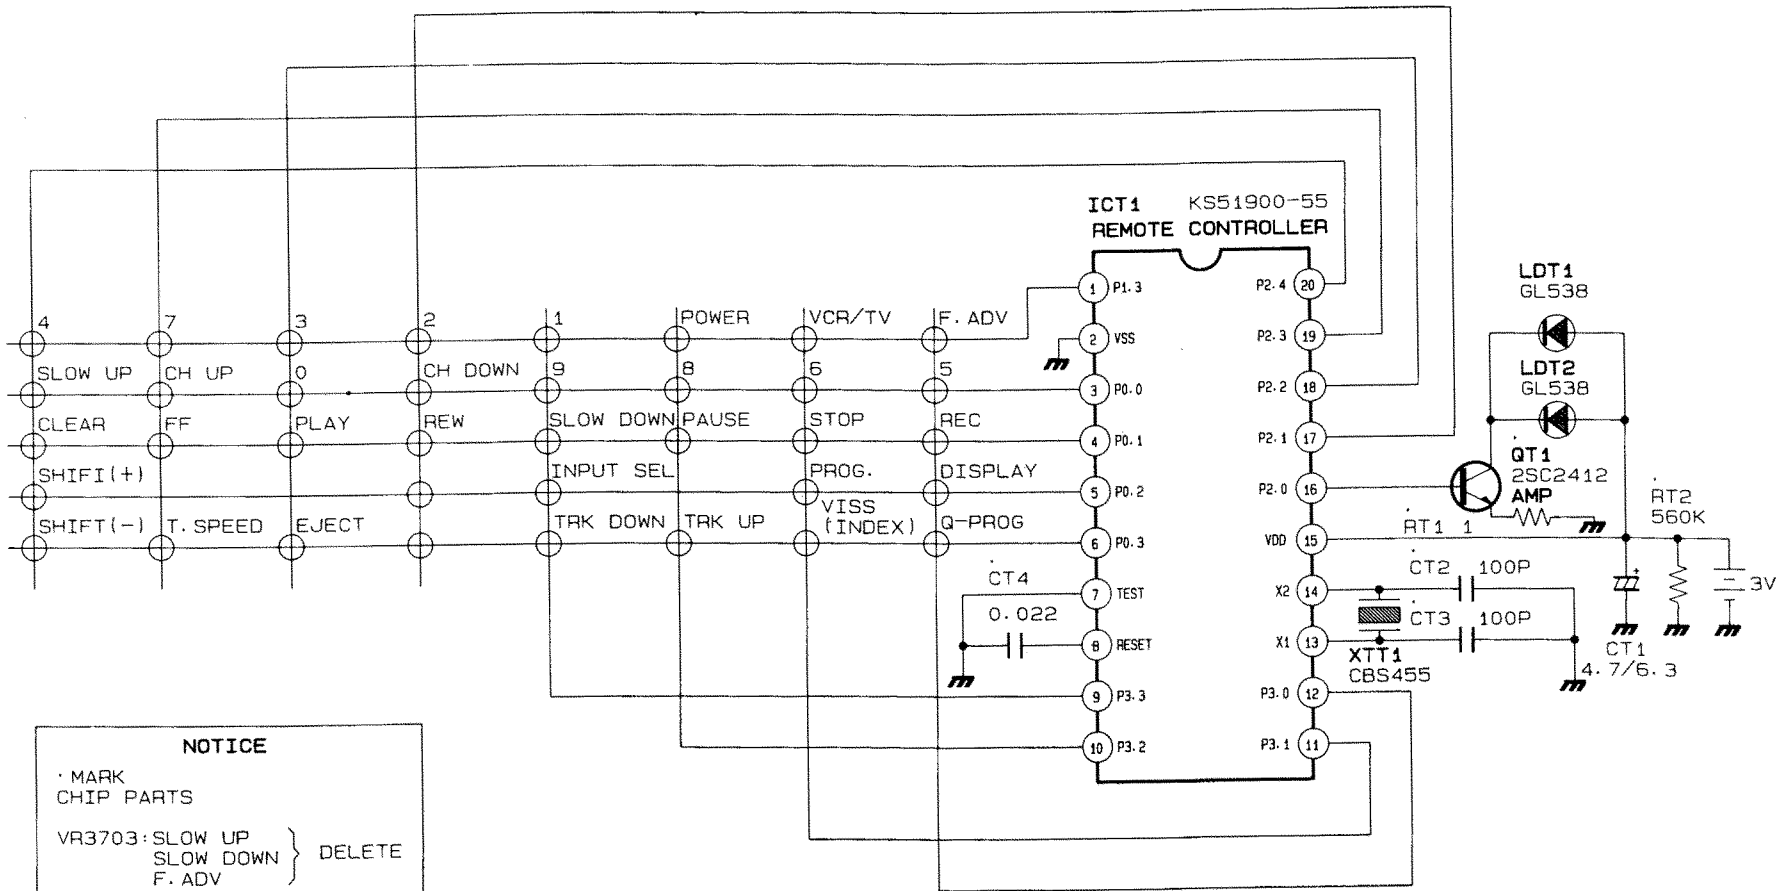 ICT1 KS51900-55
REMOTE CONTROLLER
1 P1.3
2 VSS
3 P0.0
4 P0.1
5 P0.2
6 P0.3
7 TEST
8 RESET
9 P3.3
10 P3.2
P2.4 20
P2.3 19
P2.2 18
P2.1 17
P2.0 16
VDD 15
X2 14
X1 13
P3.0 12
P3.1 11
4 7 3 2 1 POWER VCR/TV F.ADV
SLOW UP CH UP 0 CH DOWN 9 8 6 5
CLEAR FF PLAY REW SLOW DOWN PAUSE STOP REC
SHIFI(+) INPUT SEL PROG. DISPLAY
SHIFT(-) T.SPEED EJECT TRK DOWN TRK UP VISS (INDEX) Q-PROG
CT4
0.022
LDT1
GL538
LDT2
GL538
QT1
2SC2412
AMP
RT1 1
RT2
560K
CT2 100P
CT3 100P
XTT1
CBS455
+
CT1
4.7/6.3
3V
NOTICE
· MARK
CHIP PARTS
VR3703: SLOW UP
SLOW DOWN } DELETE
F.ADV